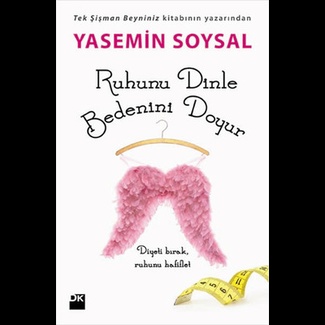 Tek Şişman Beyniniz kitabının yazarından
YASEMİN SOYSAL
Ruhunu Dinle
Bedenini Doyur
Diyeti bırak,
ruhunu hafiflet
DK